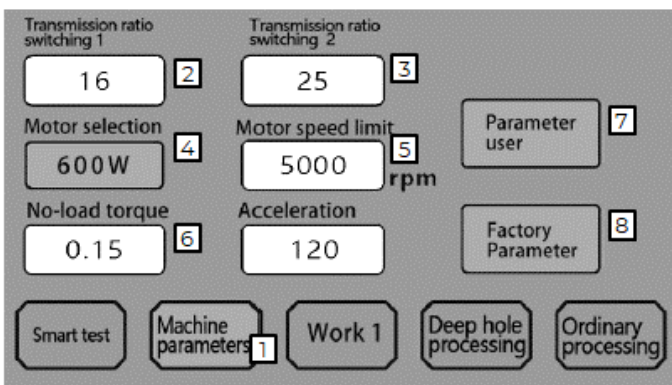 Transmission ratio
switching 1
Transmission ratio
switching 2
16
2
25
3
Motor selection
4
Motor speed limit
5
600W
5000
rpm
Parameter
user
7
No-load torque
6
Acceleration
0.15
120
Factory
Parameter
8
Smart test
Machine
parameters
1
Work 1
Deep hole
processing
Ordinary
processing